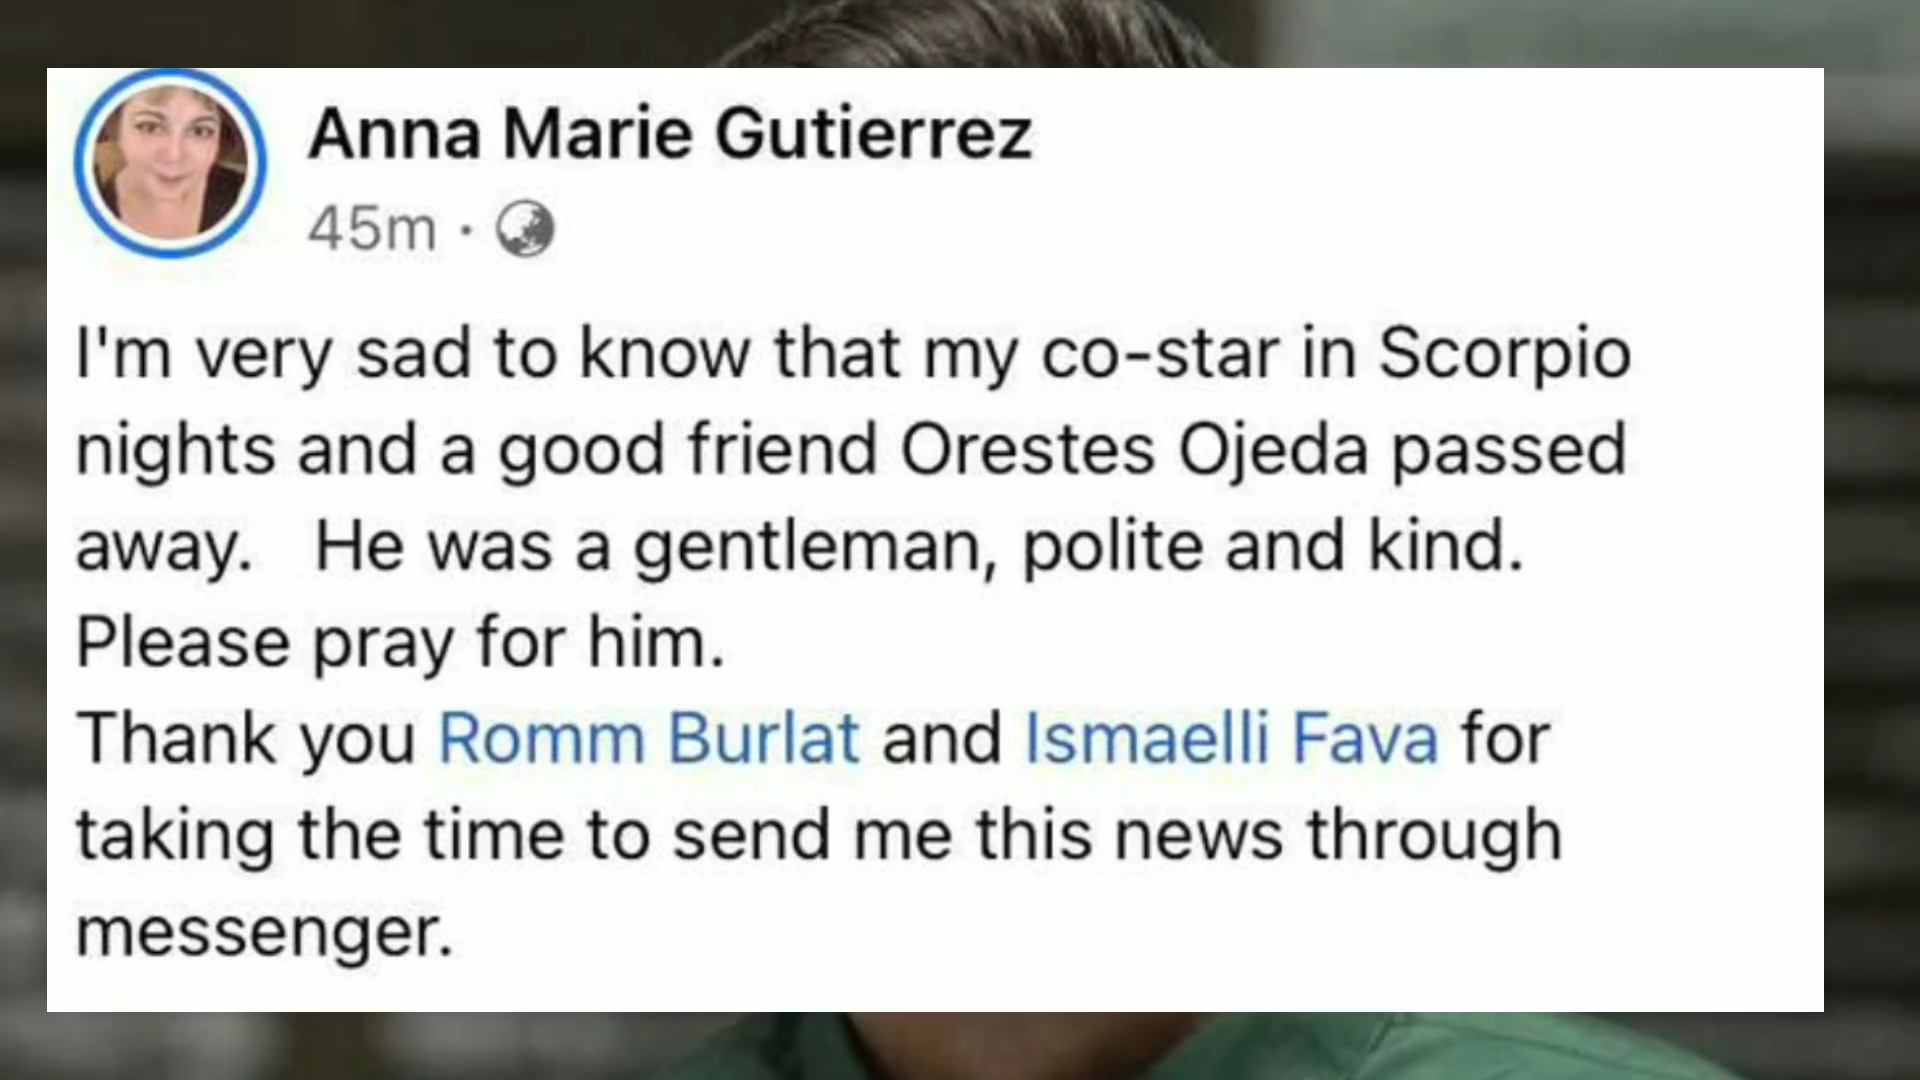 Anna Marie Gutierrez
45m ·
I'm very sad to know that my co-star in Scorpio
nights and a good friend Orestes Ojeda passed
away.   He was a gentleman, polite and kind.
Please pray for him.
Thank you Romm Burlat and Ismaelli Fava for
taking the time to send me this news through
messenger.